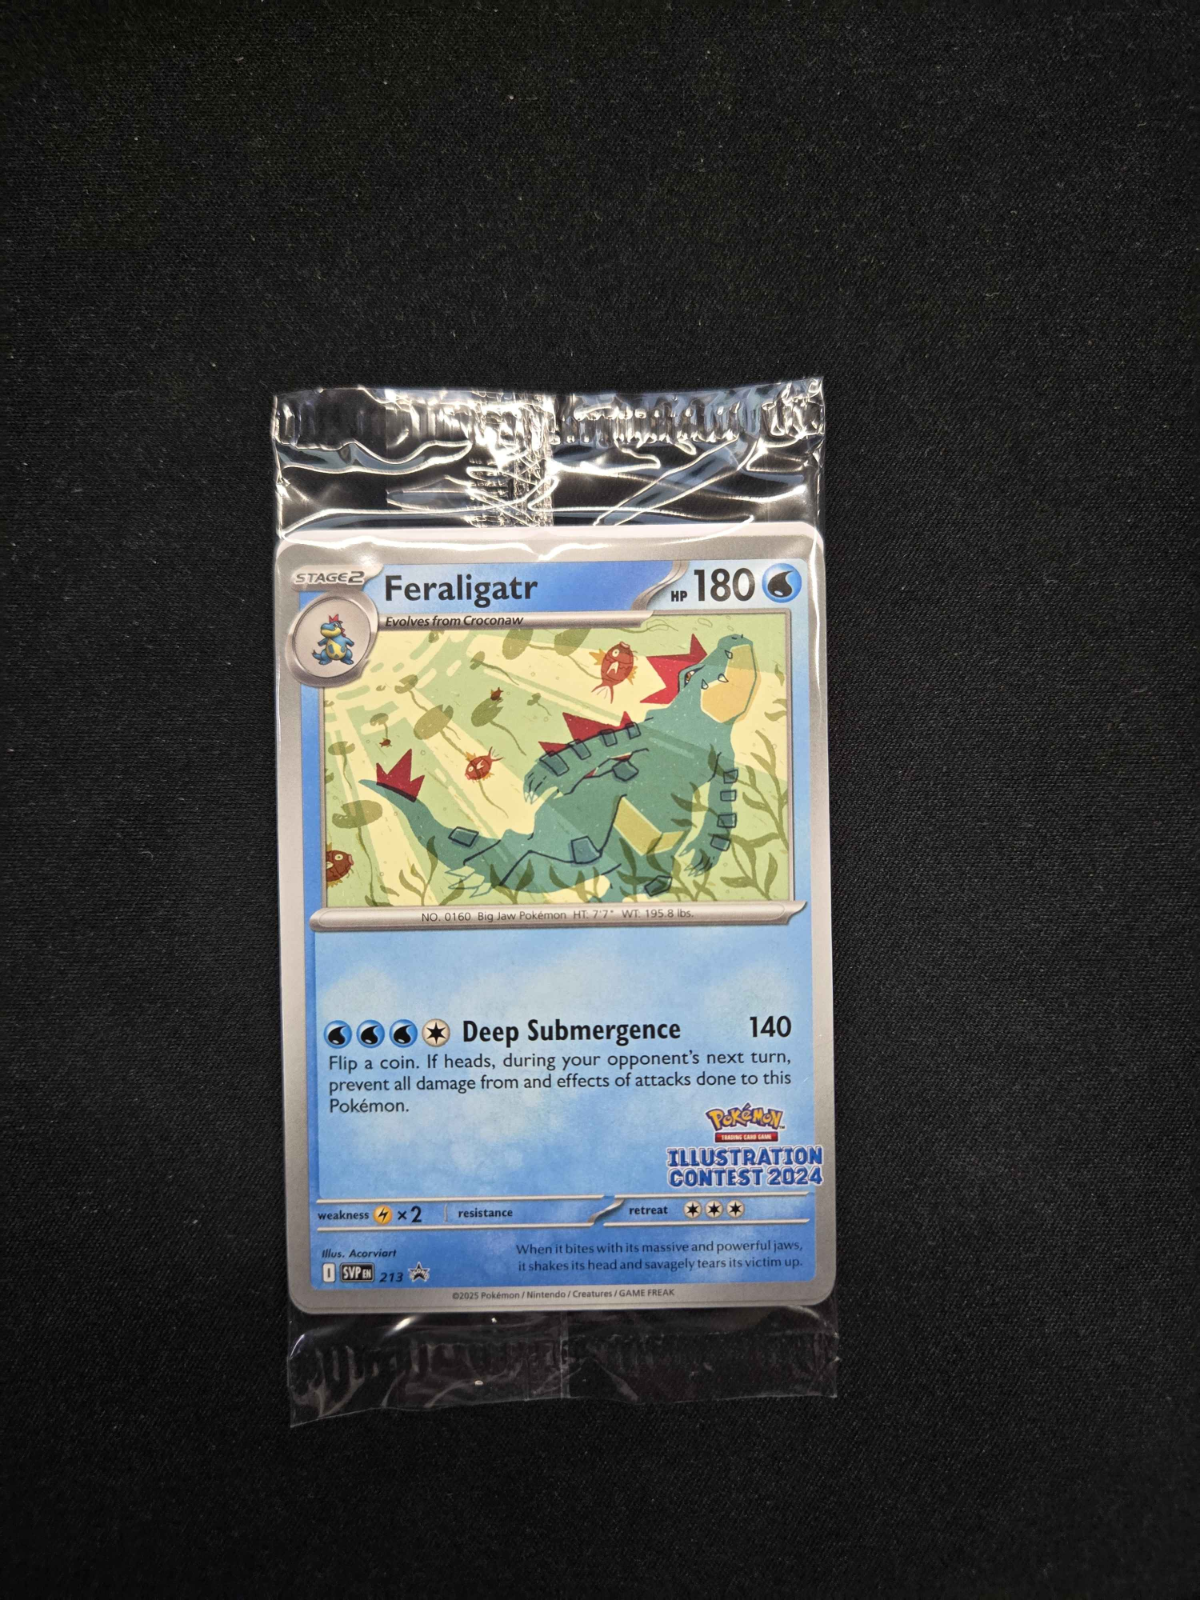 STAGE2 Feraligatr HP 180
Evolves from Croconaw
NO. 0160 Big Jaw Pokémon HT: 7'7" WT: 195.8 lbs.
Deep Submergence 140
Flip a coin. If heads, during your opponent's next turn,
prevent all damage from and effects of attacks done to this
Pokémon.
POKéMON
TRADING CARD GAME
ILLUSTRATION
CONTEST 2024
weakness ×2 resistance retreat
Illus. Acorviart
When it bites with its massive and powerful jaws,
it shakes its head and savagely tears its victim up.
I SVP EN 213
©2025 Pokémon / Nintendo / Creatures / GAME FREAK